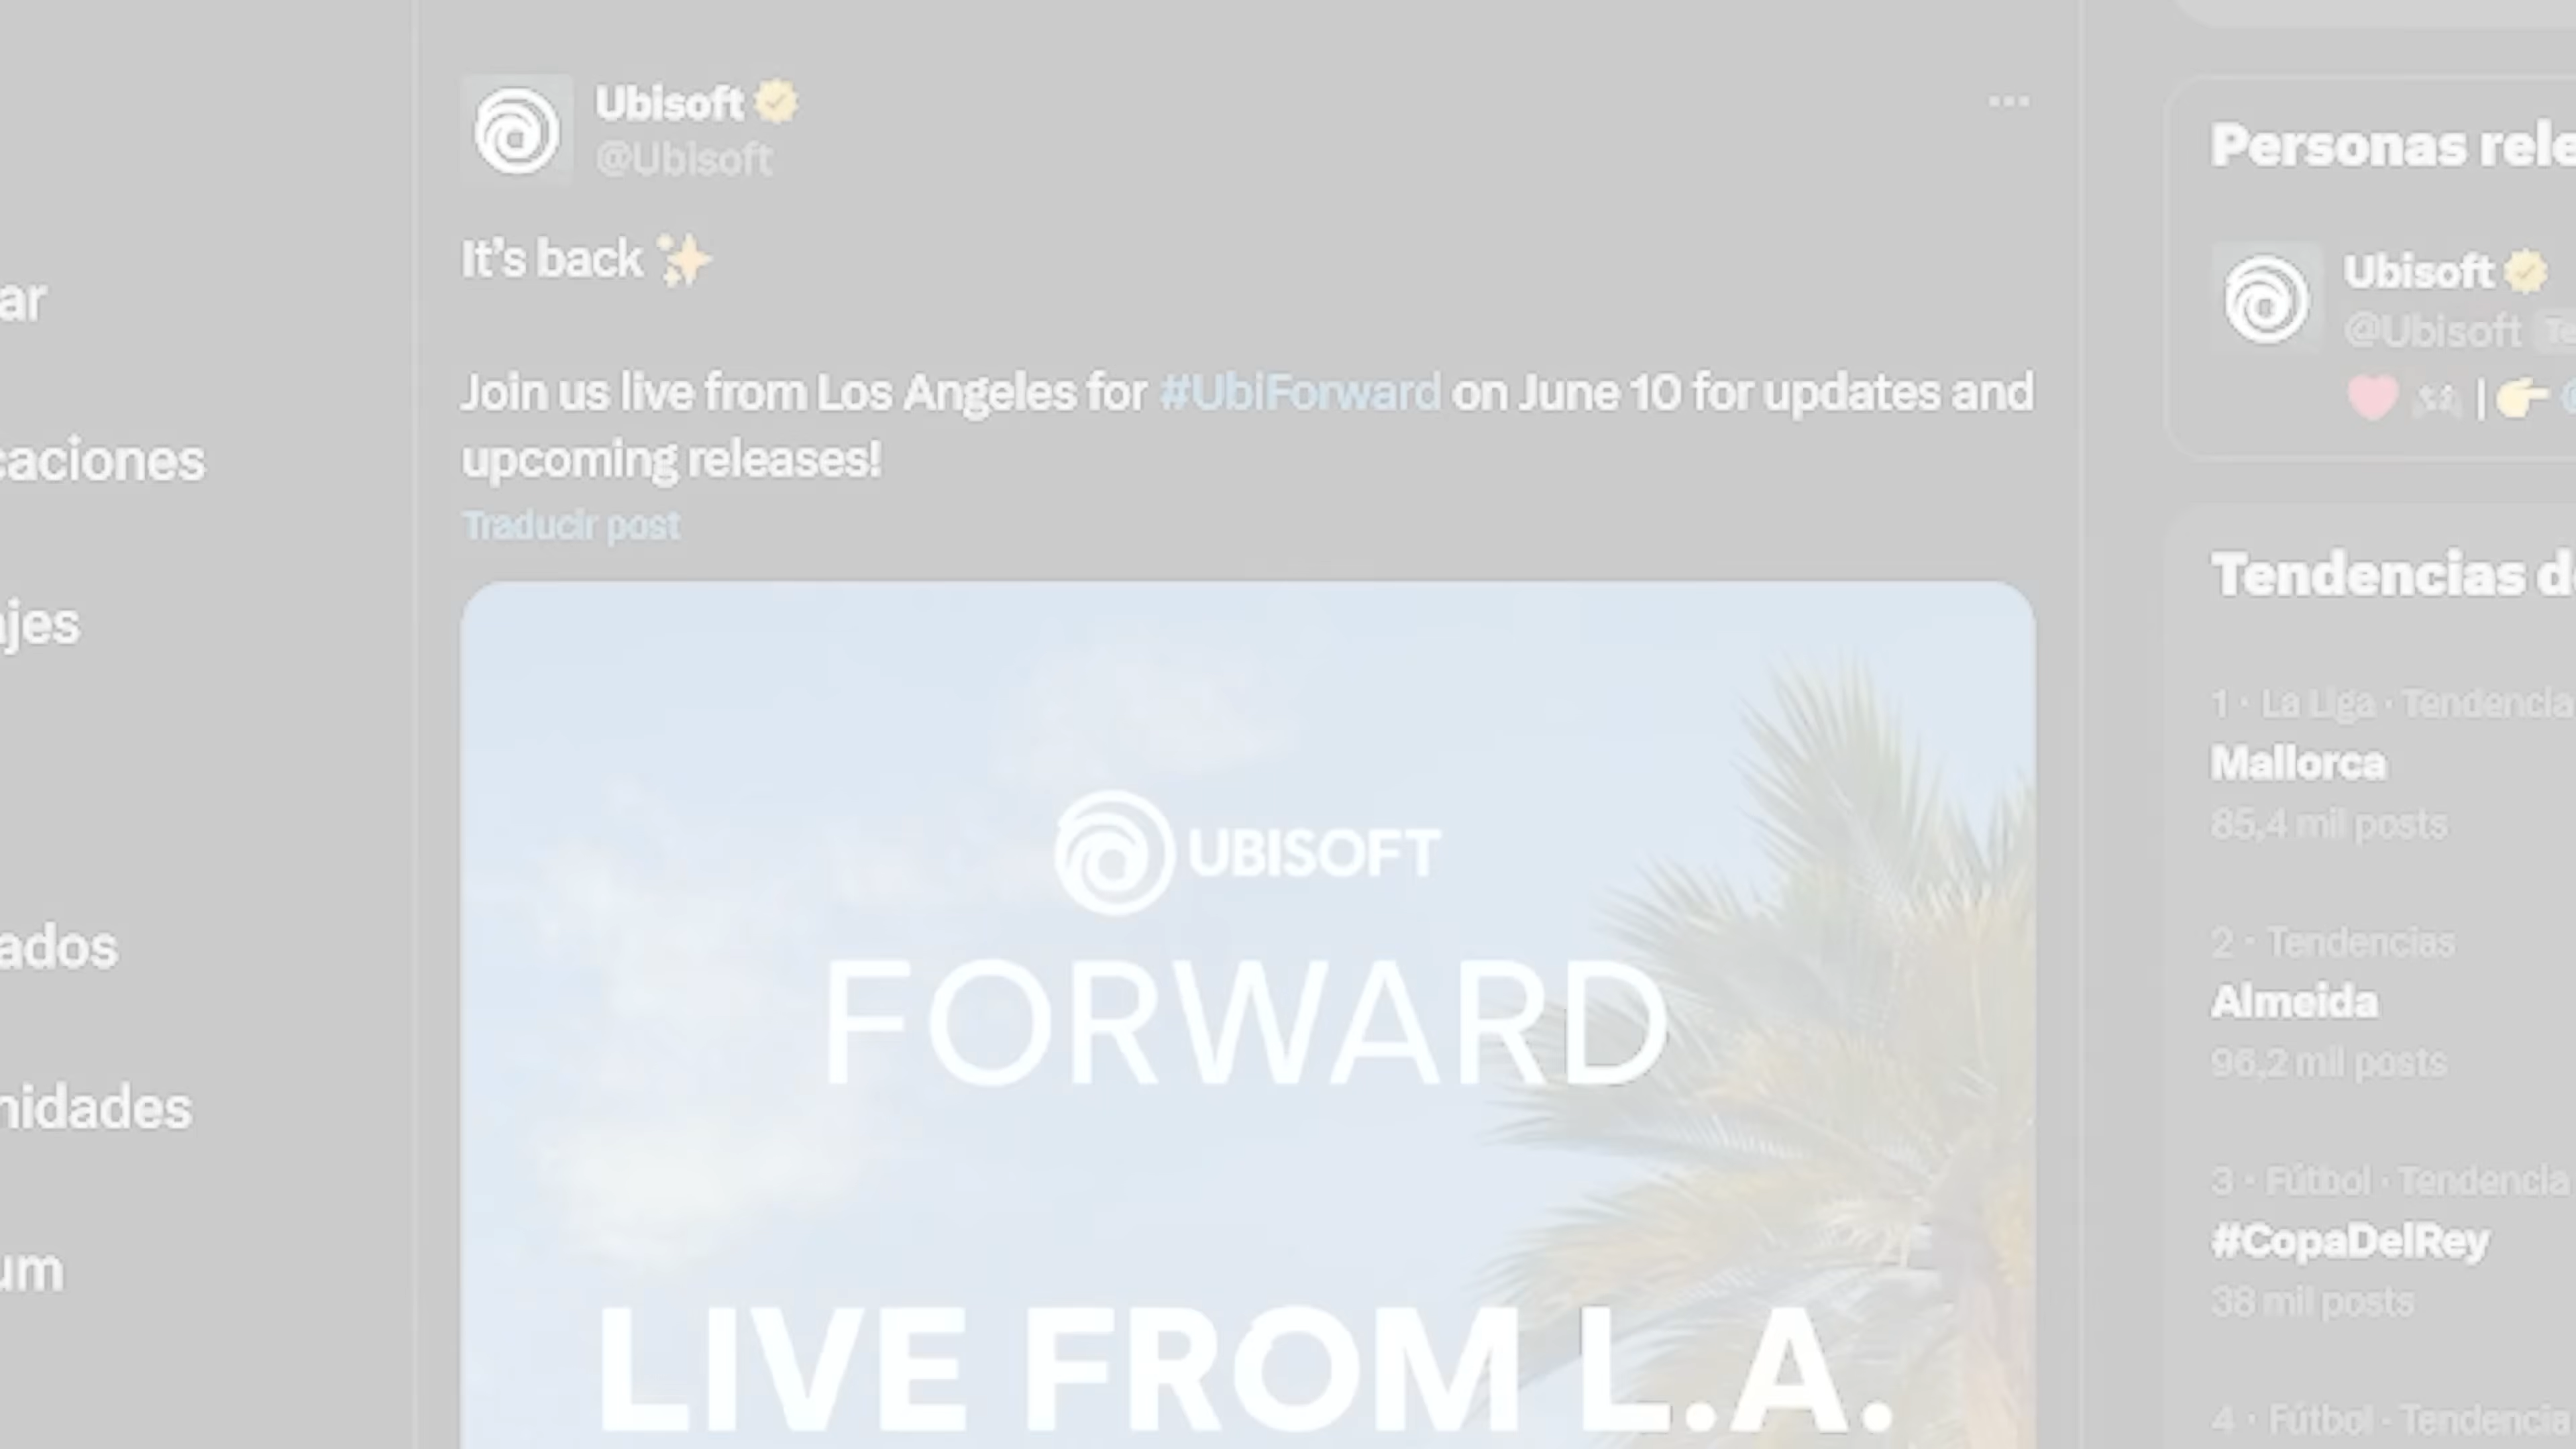 ar
caciones
ajes
ados
nidades
um
Ubisoft
@Ubisoft
It's back ✨
Join us live from Los Angeles for #UbiForward on June 10 for updates and
upcoming releases!
Traducir post
UBISOFT
FORWARD
LIVE FROM L.A.
Personas rele
Ubisoft
@Ubisoft Te
Tendencias de
1 · La Liga · Tendencia
Mallorca
85,4 mil posts
2 · Tendencias
Almeida
96,2 mil posts
3 · Fútbol · Tendencia
#CopaDelRey
38 mil posts
4 · Fútbol · Tendencia